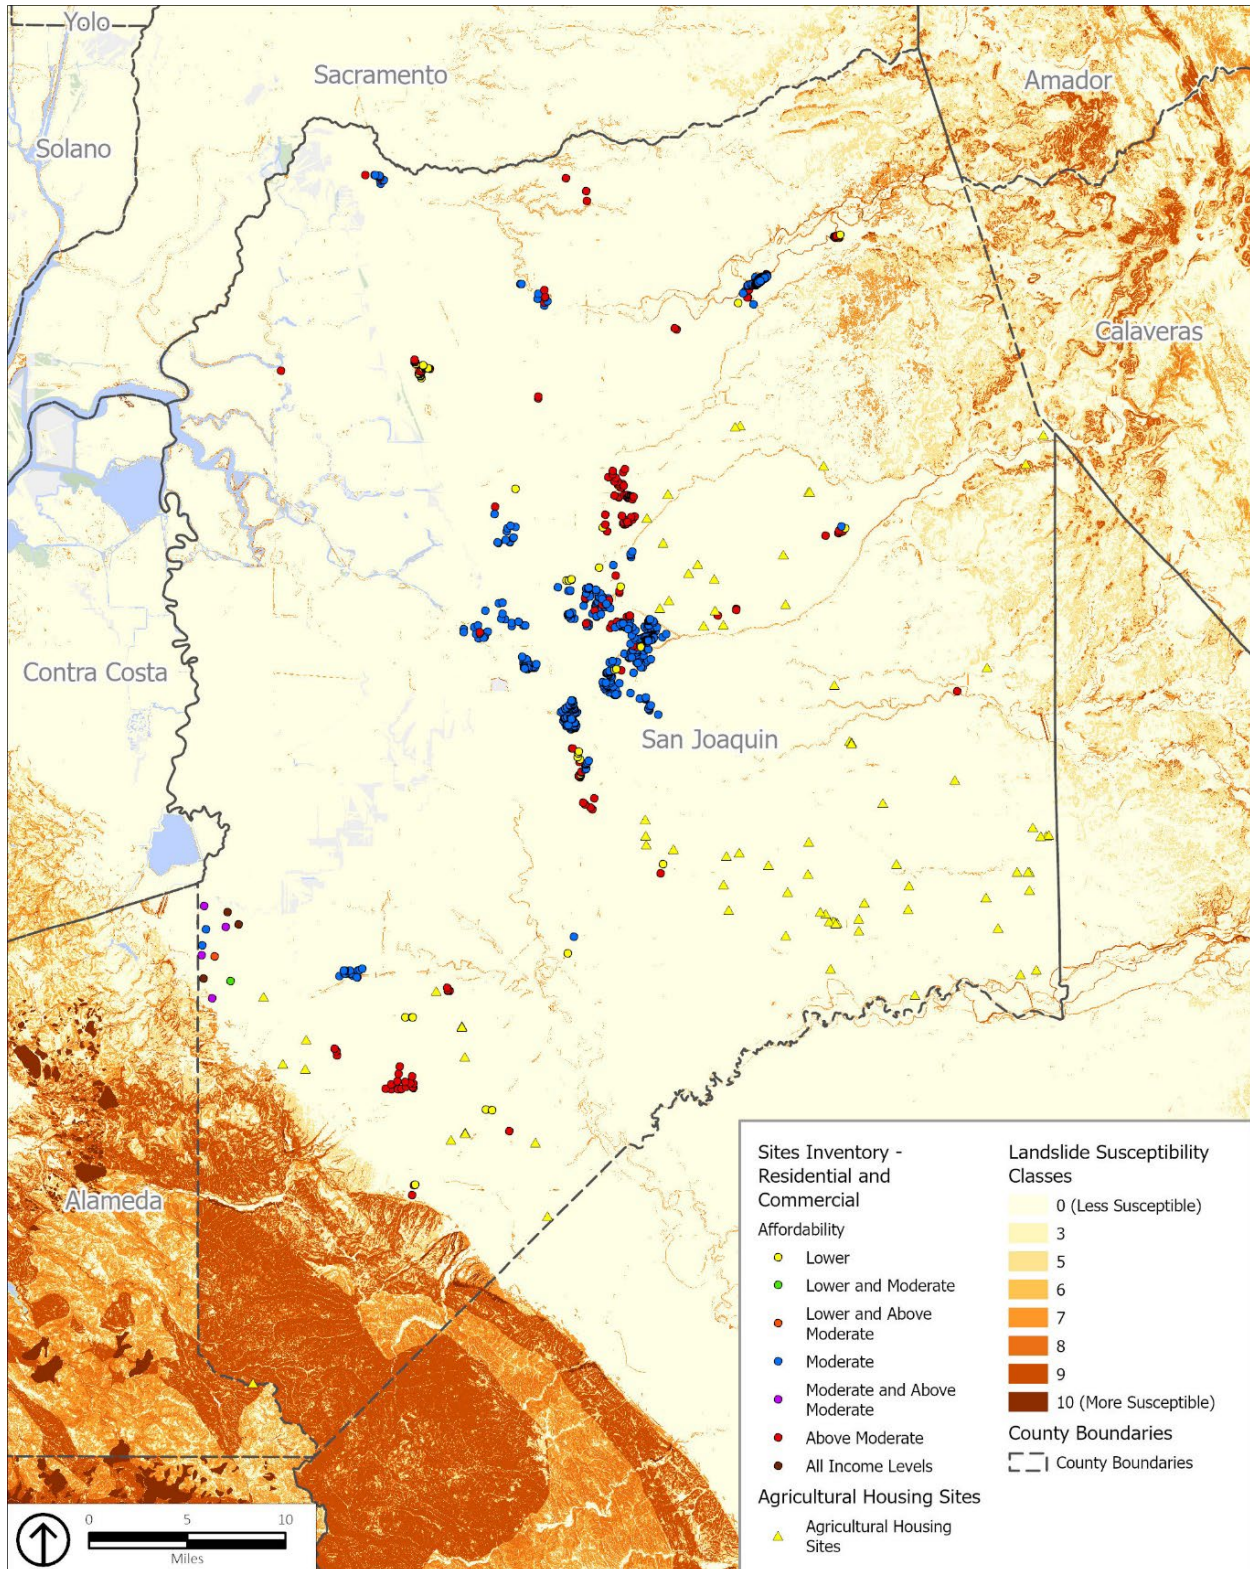 Yolo
Sacramento
Amador
Solano
Calaveras
Contra Costa
San Joaquin
Alameda
Sites Inventory -
Residential and
Commercial
Affordability
Lower
Lower and Moderate
Lower and Above
Moderate
Moderate
Moderate and Above
Moderate
Above Moderate
All Income Levels
Agricultural Housing Sites
Agricultural Housing
Sites
Landslide Susceptibility
Classes
0 (Less Susceptible)
3
5
6
7
8
9
10 (More Susceptible)
County Boundaries
County Boundaries
0 5 10
Miles